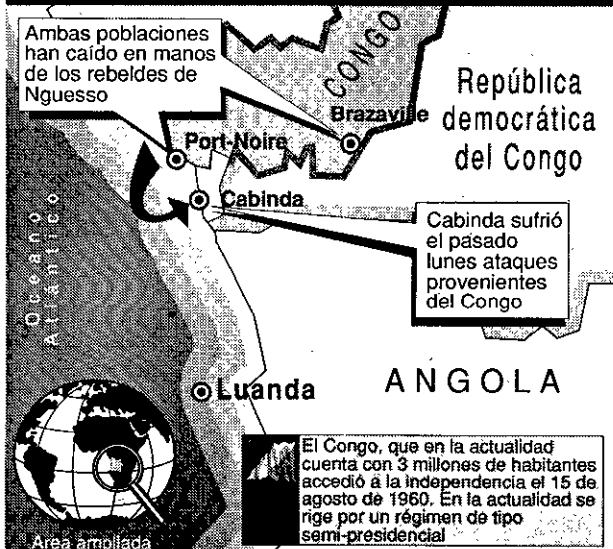 Ambas poblaciones
han caído en manos
de los rebeldes de
Nguesso
CONGO
Brazaville
Port-Noire
República
democrática
del Congo
Cabinda
Cabinda sufrió
el pasado
lunes ataques
provenientes
del Congo
Oceano
Atlántico
Luanda
ANGOLA
El Congo, que en la actualidad
cuenta con 3 millones de habitantes
accedió a la independencia el 15 de
agosto de 1960. En la actualidad se
rige por un régimen de tipo
semi-presidencial
Area ampliada